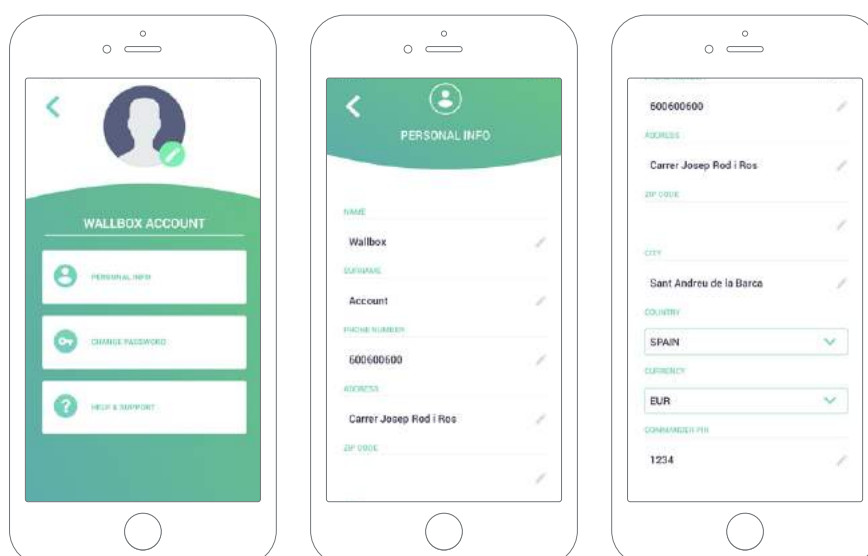 WALLBOX ACCOUNT
PERSONAL INFO
CHANGE PASSWORD
HELP & SUPPORT
PERSONAL INFO
NAME
Wallbox
SURNAME
Account
PHONE NUMBER
600600600
ADDRESS
Carrer Josep Rod i Ros
ZIP CODE
600600600
ADDRESS
Carrer Josep Rod i Ros
ZIP CODE
CITY
Sant Andreu de la Barca
COUNTRY
SPAIN
CURRENCY
EUR
COMMANDER PIN
1234